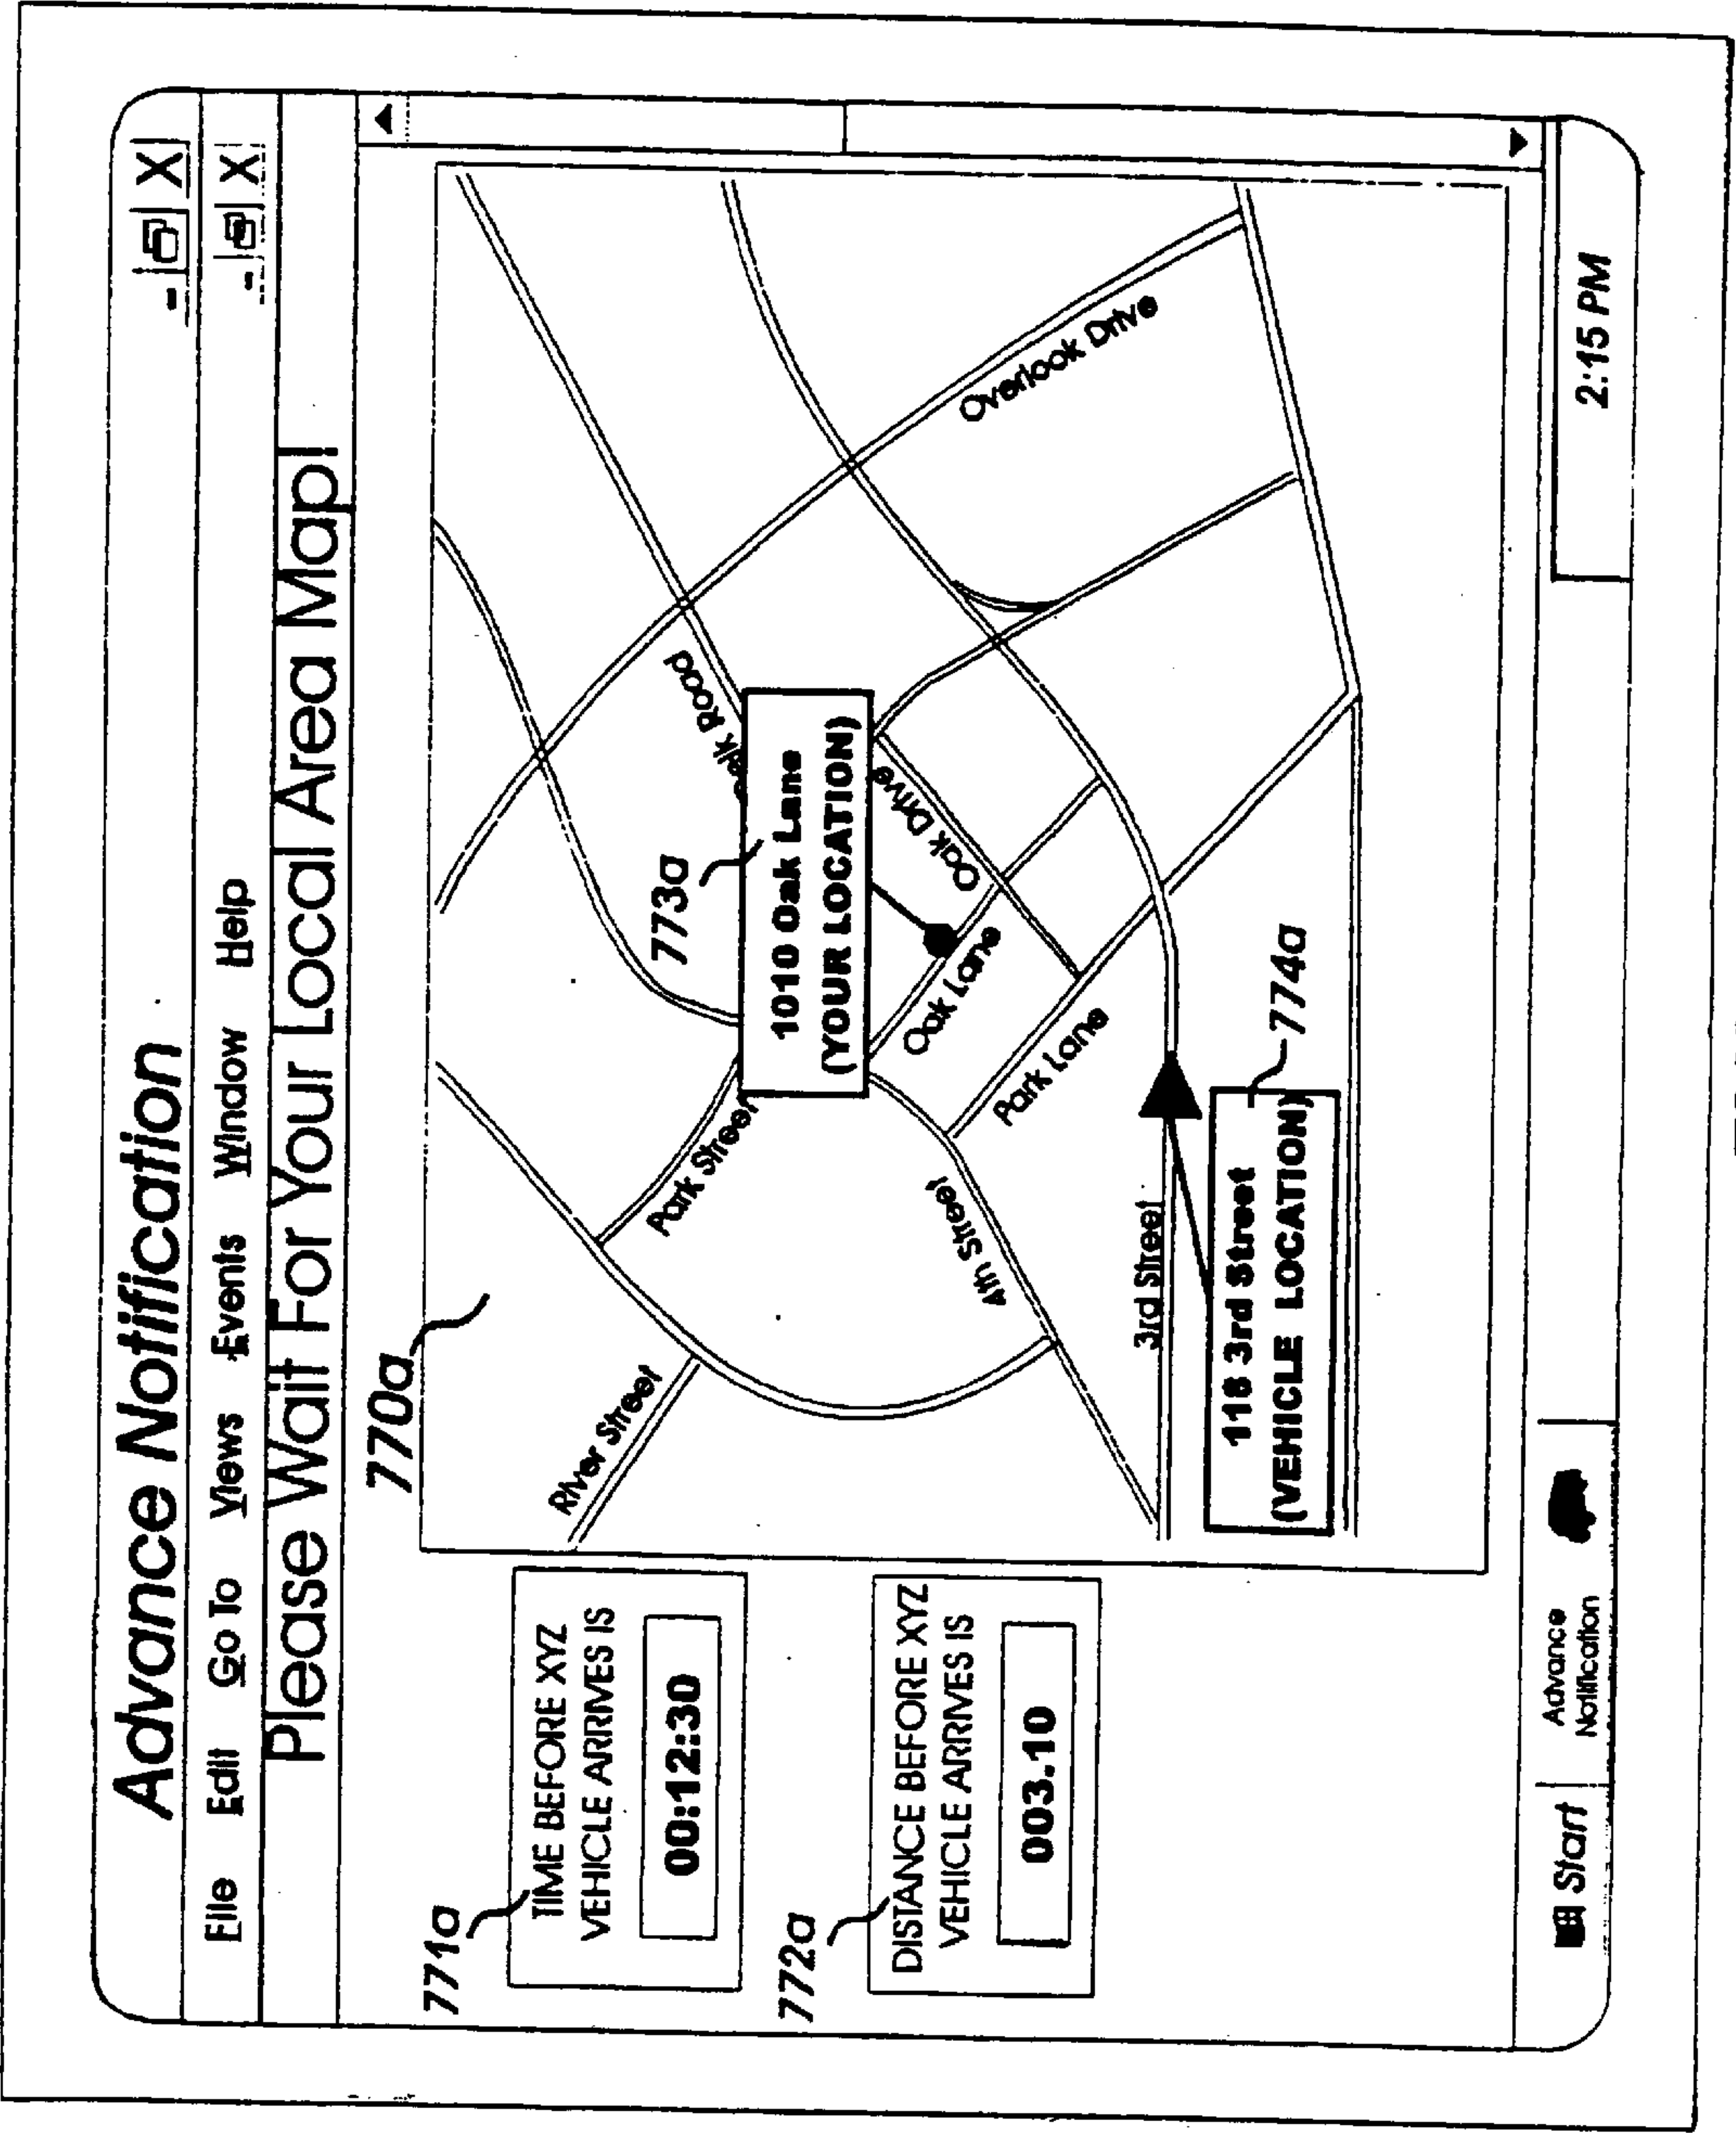 Advance Notification
File Edit Go To Views Events Window Help
Please Wait For Your Local Area Map!
770a
771a
TIME BEFORE XYZ
VEHICLE ARRIVES IS
00:12:30
772a
DISTANCE BEFORE XYZ
VEHICLE ARRIVES IS
003.10
River Street
Park Street
773a
1010 Oak Lane
(YOUR LOCATION)
Road
Oak Drive
Oak Lane
Overlook Drive
Park Lane
4th Street
3rd Street
774a
118 3rd Street
(VEHICLE LOCATION)
Start
Advance
Notification
2:15 PM